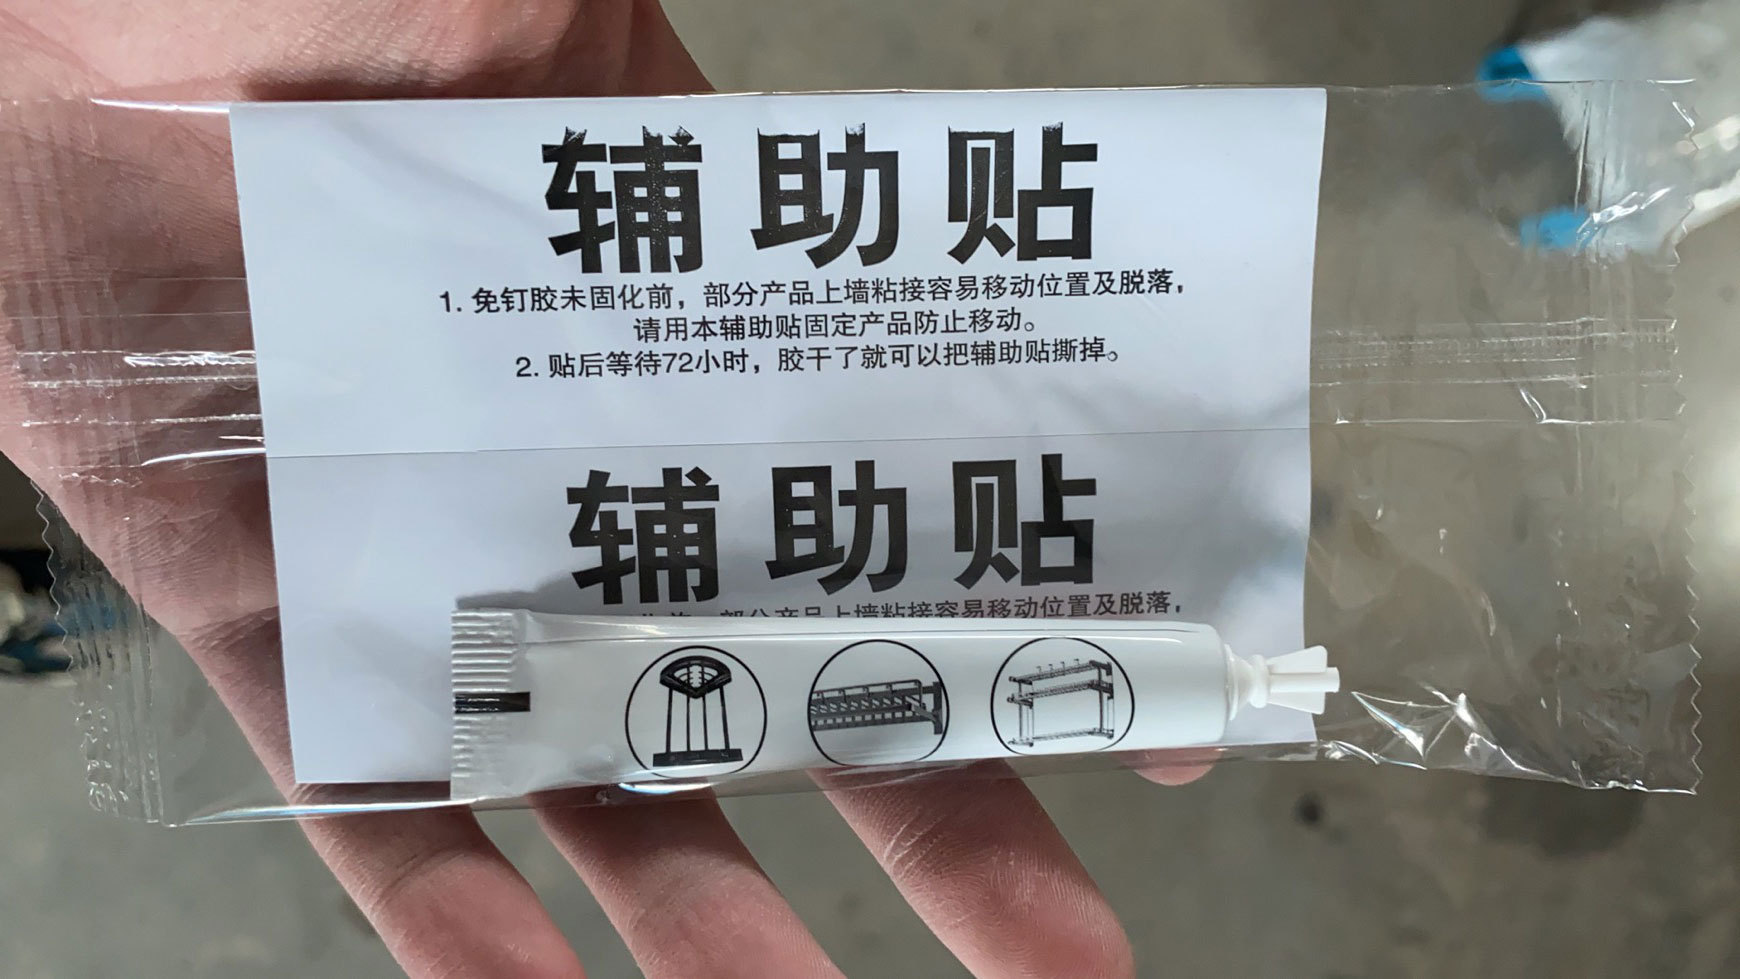 辅助贴
1. 免钉胶未固化前，部分产品上墙粘接容易移动位置及脱落，
请用本辅助贴固定产品防止移动。
2. 贴后等待72小时，胶干了就可以把辅助贴撕掉。
辅助贴
部分产品上墙粘接容易移动位置及脱落，